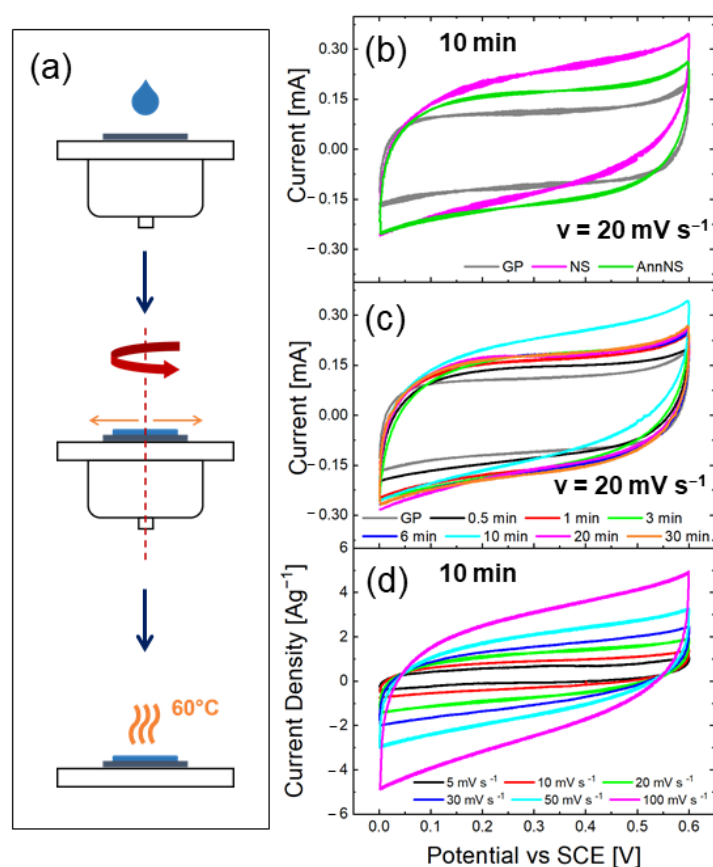 (a)
60°C
(b)
10 min
0.30
0.15
0.00
−0.15
−0.30
Current [mA]
ν = 20 mV s⁻¹
GP NS AnnNS
(c)
0.30
0.15
0.00
−0.15
−0.30
Current [mA]
ν = 20 mV s⁻¹
GP 0.5 min 1 min 3 min
6 min 10 min 20 min 30 min
(d)
10 min
6
4
2
0
−2
−4
−6
Current Density [Ag⁻¹]
5 mV s⁻¹ 10 mV s⁻¹ 20 mV s⁻¹
30 mV s⁻¹ 50 mV s⁻¹ 100 mV s⁻¹
0.0 0.1 0.2 0.3 0.4 0.5 0.6
Potential vs SCE [V]